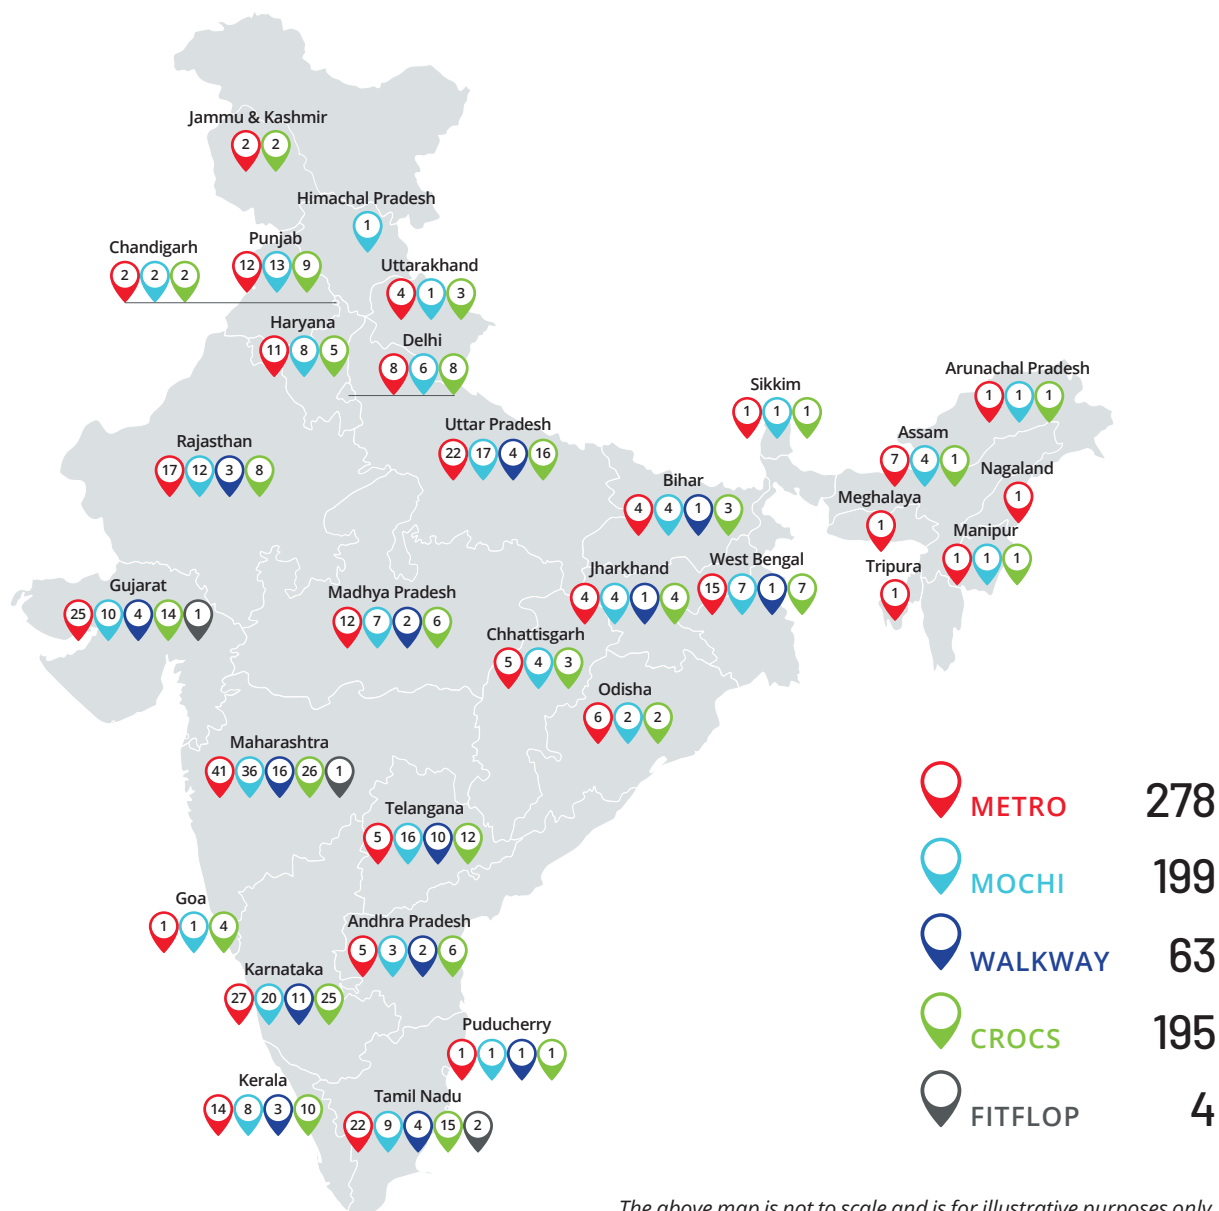 Jammu & Kashmir
2 2
Himachal Pradesh
1
Chandigarh
2 2 2
Punjab
12 13 9
Uttarakhand
4 1 3
Haryana
11 8 5
Delhi
8 6 8
Sikkim
1 1 1
Arunachal Pradesh
1 1 1
Rajasthan
17 12 3 8
Uttar Pradesh
22 17 4 16
Assam
7 4 1
Nagaland
1
Bihar
4 4 1 3
Meghalaya
1
Manipur
1 1 1
Gujarat
25 10 4 14 1
Madhya Pradesh
12 7 2 6
Jharkhand
4 4 1 4
West Bengal
15 7 1 7
Tripura
1
Chhattisgarh
5 4 3
Odisha
6 2 2
Maharashtra
41 36 16 26 1
Telangana
5 16 10 12
Goa
1 1 4
Andhra Pradesh
5 3 2 6
Karnataka
27 20 11 25
Puducherry
1 1 1 1
Kerala
14 8 3 10
Tamil Nadu
22 9 4 15 2
METRO 278
MOCHI 199
WALKWAY 63
CROCS 195
FITFLOP 4
The above map is not to scale and is for illustrative purposes only.